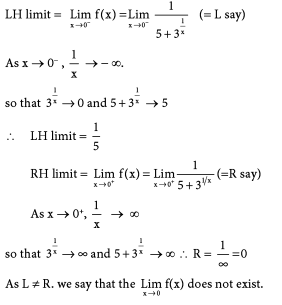 LH limit = Lim x→0⁻ f(x) = Lim x→0⁻ 1/(5 + 3^(1/x)) (= L say)
As x → 0⁻, 1/x → – ∞.
so that 3^(1/x) → 0 and 5 + 3^(1/x) → 5
∴ LH limit = 1/5
RH limit = Lim x→0⁺ f(x) = Lim x→0⁺ 1/(5 + 3^(1/x)) (=R say)
As x → 0⁺, 1/x → ∞
so that 3^(1/x) → ∞ and 5 + 3^(1/x) → ∞ ∴ R = 1/∞ =0
As L ≠ R. we say that the Lim x→0 f(x) does not exist.